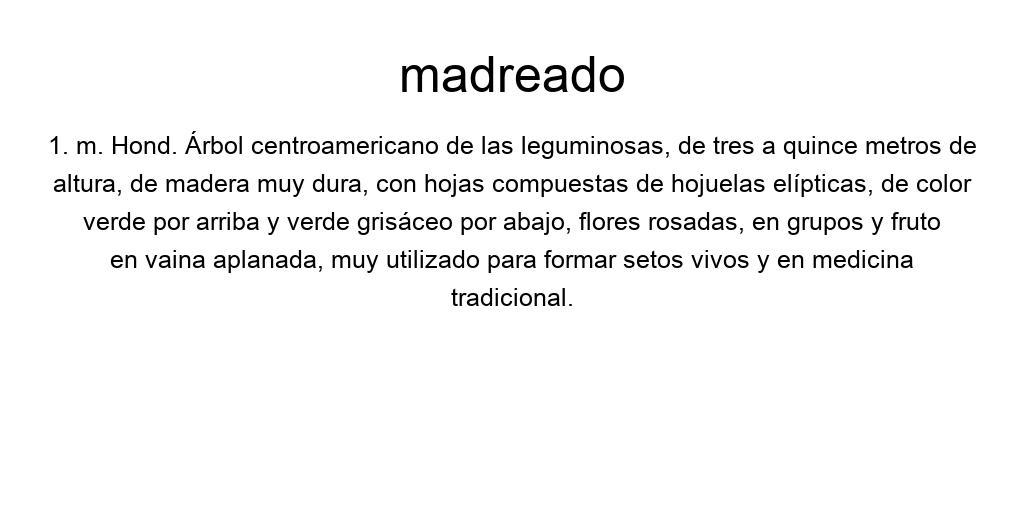 madreado
1. m. Hond. Árbol centroamericano de las leguminosas, de tres a quince metros de
altura, de madera muy dura, con hojas compuestas de hojuelas elípticas, de color
verde por arriba y verde grisáceo por abajo, flores rosadas, en grupos y fruto
en vaina aplanada, muy utilizado para formar setos vivos y en medicina
tradicional.